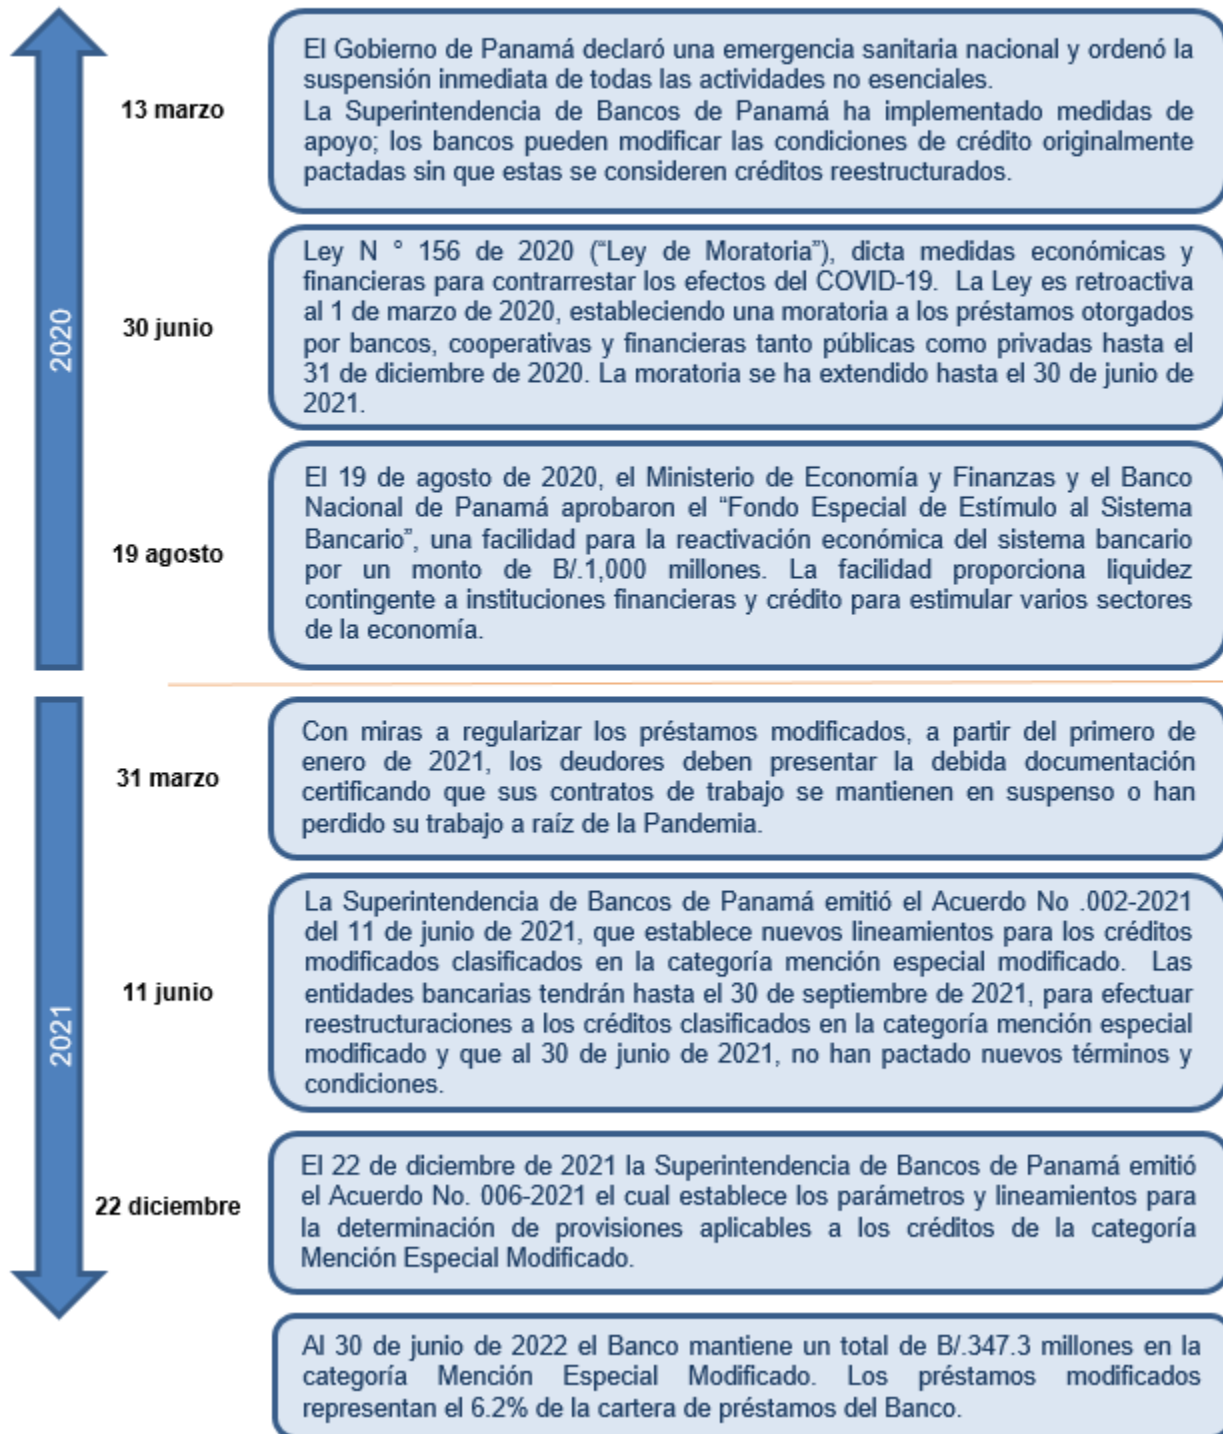 2020
13 marzo
El Gobierno de Panamá declaró una emergencia sanitaria nacional y ordenó la
suspensión inmediata de todas las actividades no esenciales.
La Superintendencia de Bancos de Panamá ha implementado medidas de
apoyo; los bancos pueden modificar las condiciones de crédito originalmente
pactadas sin que estas se consideren créditos reestructurados.
30 junio
Ley N ° 156 de 2020 (“Ley de Moratoria”), dicta medidas económicas y
financieras para contrarrestar los efectos del COVID-19. La Ley es retroactiva
al 1 de marzo de 2020, estableciendo una moratoria a los préstamos otorgados
por bancos, cooperativas y financieras tanto públicas como privadas hasta el
31 de diciembre de 2020. La moratoria se ha extendido hasta el 30 de junio de
2021.
19 agosto
El 19 de agosto de 2020, el Ministerio de Economía y Finanzas y el Banco
Nacional de Panamá aprobaron el “Fondo Especial de Estímulo al Sistema
Bancario”, una facilidad para la reactivación económica del sistema bancario
por un monto de B/.1,000 millones. La facilidad proporciona liquidez
contingente a instituciones financieras y crédito para estimular varios sectores
de la economía.
2021
31 marzo
Con miras a regularizar los préstamos modificados, a partir del primero de
enero de 2021, los deudores deben presentar la debida documentación
certificando que sus contratos de trabajo se mantienen en suspenso o han
perdido su trabajo a raíz de la Pandemia.
11 junio
La Superintendencia de Bancos de Panamá emitió el Acuerdo No .002-2021
del 11 de junio de 2021, que establece nuevos lineamientos para los créditos
modificados clasificados en la categoría mención especial modificado. Las
entidades bancarias tendrán hasta el 30 de septiembre de 2021, para efectuar
reestructuraciones a los créditos clasificados en la categoría mención especial
modificado y que al 30 de junio de 2021, no han pactado nuevos términos y
condiciones.
22 diciembre
El 22 de diciembre de 2021 la Superintendencia de Bancos de Panamá emitió
el Acuerdo No. 006-2021 el cual establece los parámetros y lineamientos para
la determinación de provisiones aplicables a los créditos de la categoría
Mención Especial Modificado.
Al 30 de junio de 2022 el Banco mantiene un total de B/.347.3 millones en la
categoría Mención Especial Modificado. Los préstamos modificados
representan el 6.2% de la cartera de préstamos del Banco.